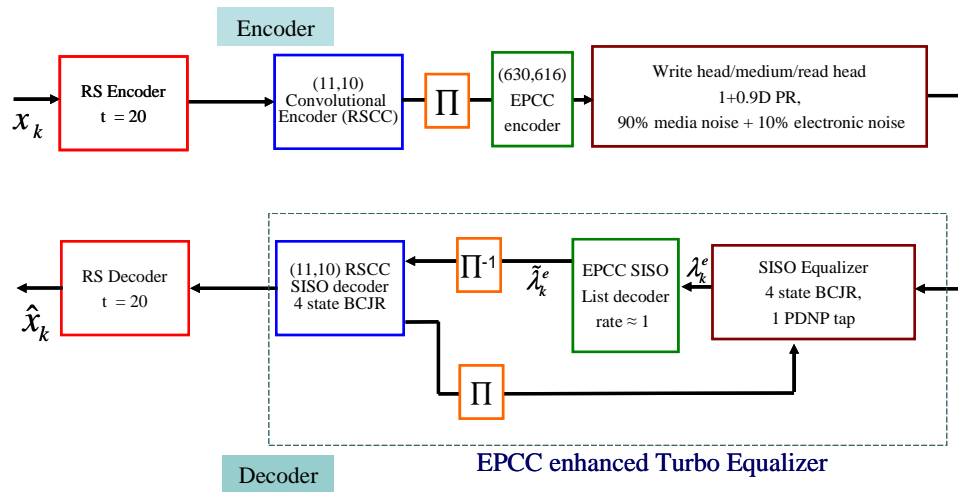 Encoder
x_k
RS Encoder
t = 20
(11,10)
Convolutional
Encoder (RSCC)
Π
(630,616)
EPCC
encoder
Write head/medium/read head
1+0.9D PR,
90% media noise + 10% electronic noise
x̂_k
RS Decoder
t = 20
(11,10) RSCC
SISO decoder
4 state BCJR
Π⁻¹
λ̃_k^e
EPCC SISO
List decoder
rate ≈ 1
λ_k^e
SISO Equalizer
4 state BCJR,
1 PDNP tap
Π
EPCC enhanced Turbo Equalizer
Decoder